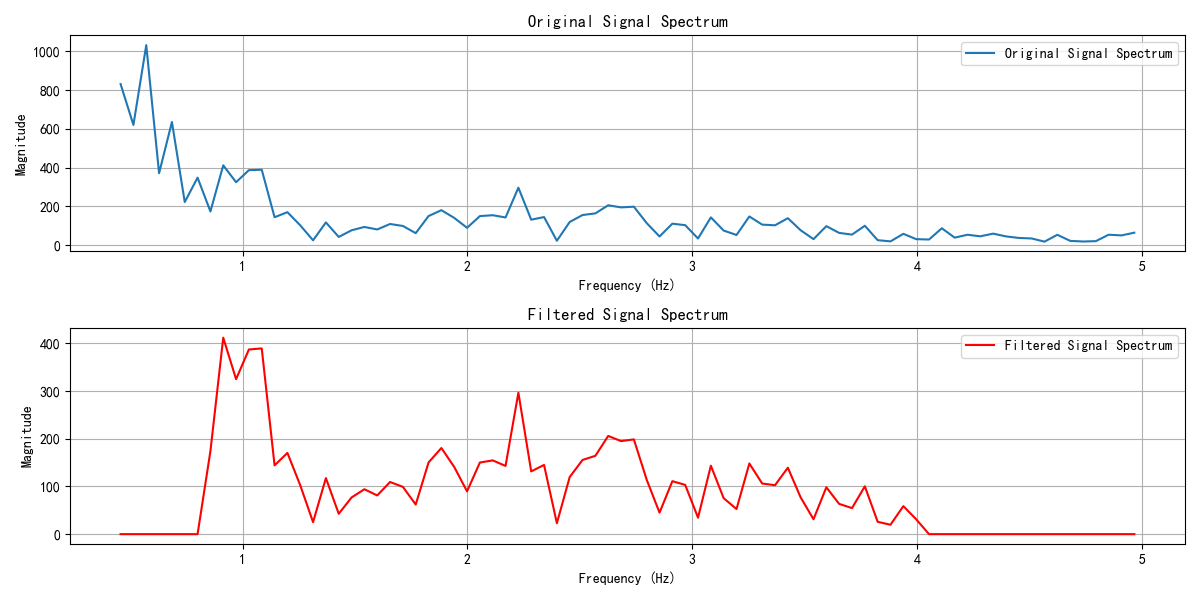 Original Signal Spectrum
Original Signal Spectrum
1000
800
600
400
200
0
Magnitude
1 2 3 4 5
Frequency (Hz)
Filtered Signal Spectrum
Filtered Signal Spectrum
400
300
200
100
0
Magnitude
1 2 3 4 5
Frequency (Hz)